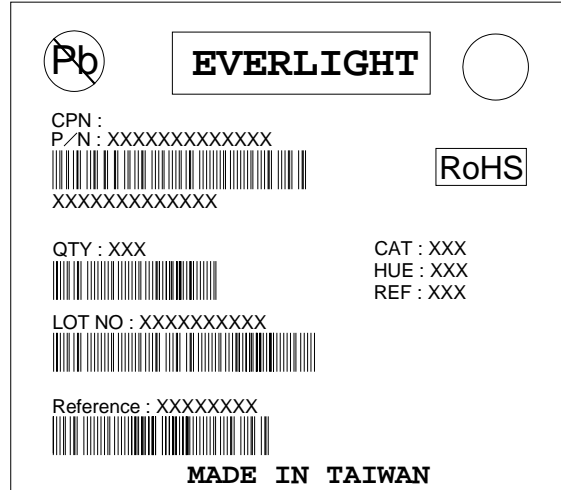 Pb
EVERLIGHT
CPN :
P/N : XXXXXXXXXXXXX
RoHS
XXXXXXXXXXXXX
QTY : XXX
CAT : XXX
HUE : XXX
REF : XXX
LOT NO : XXXXXXXXXX
Reference : XXXXXXXX
MADE IN TAIWAN